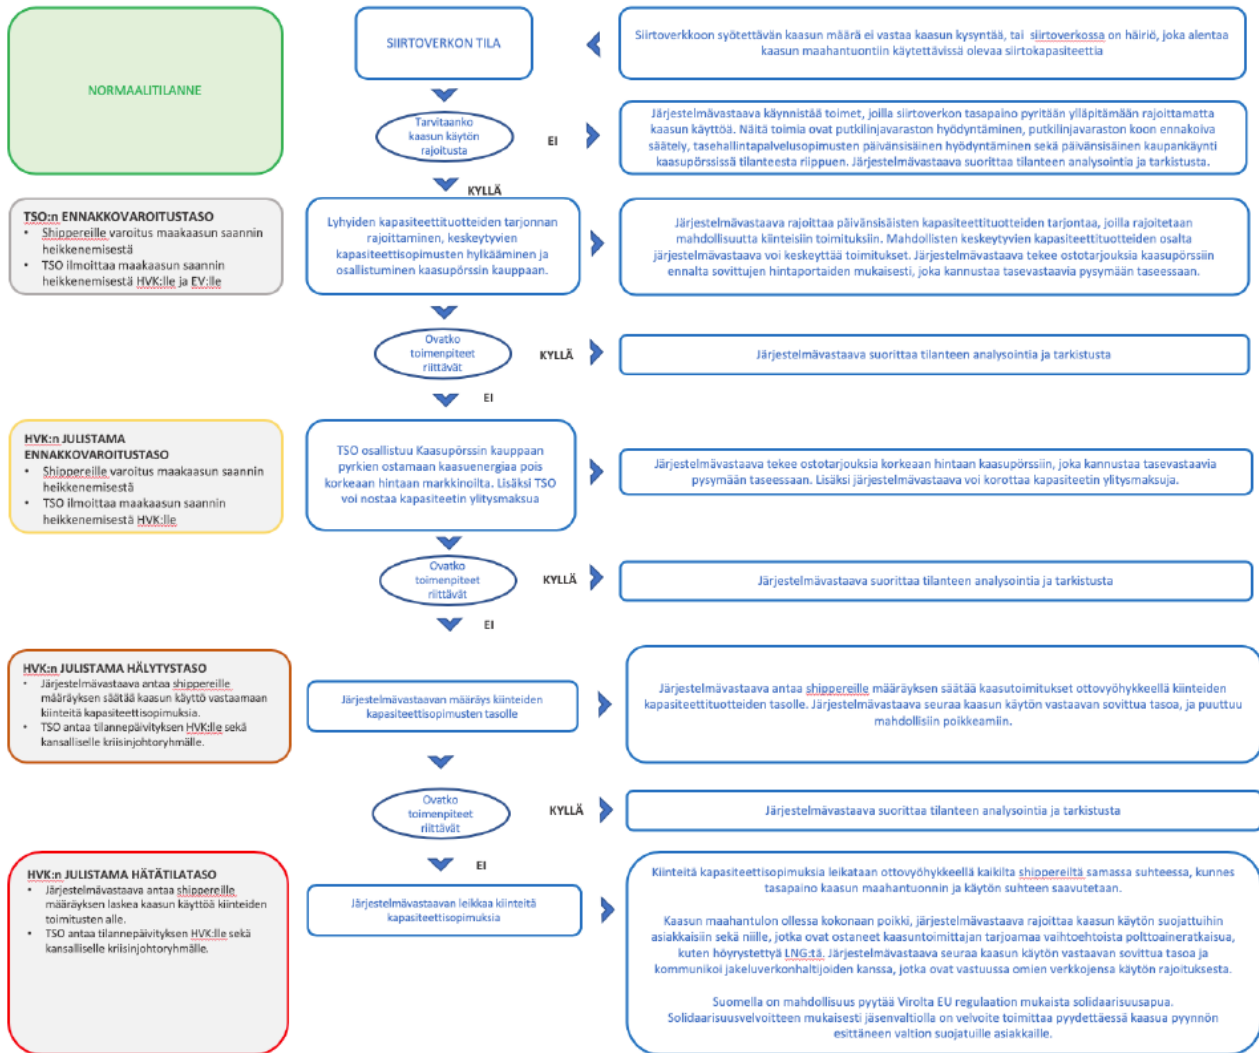 NORMAALITILANNE
SIIRTOVERKON TILA
Siirtoverkkoon syötettävän kaasun määrä ei vastaa kaasun kysyntää, tai siirtoverkossa on häiriö, joka alentaa
kaasun maahantuontiin käytettävissä olevaa siirtokapasiteettia
Tarvitaanko
kaasun käytön
rajoitusta
EI
Järjestelmävastaava käynnistää toimet, joilla siirtoverkon tasapaino pyritään ylläpitämään rajoittamatta
kaasun käyttöä. Näitä toimia ovat putkilinjavaraston hyödyntäminen, putkilinjavaraston koon ennakoiva
säätely, tasehallintapalvelusopimusten päivänsisäinen hyödyntäminen sekä päivänsisäinen kaupankäynti
kaasupörssissä tilanteesta riippuen. Järjestelmävastaava suorittaa tilanteen analysointia ja tarkistusta.
KYLLÄ
TSO:n ENNAKKOVAROITUSTASO
• Shippereille varoitus maakaasun saannin
heikkenemisestä
• TSO ilmoittaa maakaasun saannin
heikkenemisestä HVK:lle ja EV:lle
Lyhyiden kapasiteettituotteiden tarjonnan
rajoittaminen, keskeytyvien
kapasiteettisopimusten hylkääminen ja
osallistuminen kaasupörssin kauppaan.
Järjestelmävastaava rajoittaa päivänsisäisten kapasiteettituotteiden tarjontaa, joilla rajoitetaan
mahdollisuutta kiinteisiin toimituksiin. Mahdollisten keskeytyvien kapasiteettituotteiden osalta
järjestelmävastaava voi keskeyttää toimitukset. Järjestelmävastaava tekee ostotarjouksia kaasupörssiin
ennalta sovittujen hintaportaiden mukaisesti, joka kannustaa tasevastaavia pysymään taseessaan.
Ovatko
toimenpiteet
riittävät
KYLLÄ
Järjestelmävastaava suorittaa tilanteen analysointia ja tarkistusta
EI
HVK:n JULISTAMA
ENNAKKOVAROITUSTASO
• Shippereille varoitus maakaasun saannin
heikkenemisestä
• TSO ilmoittaa maakaasun saannin
heikkenemisestä HVK:lle
TSO osallistuu Kaasupörssin kauppaan
pyrkien ostamaan kaasuenergiaa pois
korkeaan hintaan markkinoilta. Lisäksi TSO
voi nostaa kapasiteetin ylitysmaksua
Järjestelmävastaava tekee ostotarjouksia korkeaan hintaan kaasupörssiin, joka kannustaa tasevastaavia
pysymään taseessaan. Lisäksi järjestelmävastaava voi korottaa kapasiteetin ylitysmaksuja.
Ovatko
toimenpiteet
riittävät
KYLLÄ
Järjestelmävastaava suorittaa tilanteen analysointia ja tarkistusta
EI
HVK:n JULISTAMA HÄLYTYSTASO
• Järjestelmävastaava antaa shippereille
määräyksen säätää kaasun käyttö vastaamaan
kiinteitä kapasiteettisopimuksia.
• TSO antaa tilannepäivityksen HVK:lle sekä
kansalliselle kriisinjohtoryhmälle.
Järjestelmävastaavan määräys kiinteiden
kapasiteettisopimusten tasolle
Järjestelmävastaava antaa shippereille määräyksen säätää kaasutoimitukset ottovyöhykkeellä kiinteiden
kapasiteettituotteiden tasolle. Järjestelmävastaava seuraa kaasun käytön vastaavan sovittua tasoa, ja puuttuu
mahdollisiin poikkeamiin.
Ovatko
toimenpiteet
riittävät
KYLLÄ
Järjestelmävastaava suorittaa tilanteen analysointia ja tarkistusta
EI
HVK:n JULISTAMA HÄTÄTILATASO
• Järjestelmävastaava antaa shippereille
määräyksen laskea kaasun käyttöä kiinteiden
toimitusten alle.
• TSO antaa tilannepäivityksen HVK:lle sekä
kansalliselle kriisinjohtoryhmälle.
Järjestelmävastaavan leikkaa kiinteitä
kapasiteettisopimuksia
Kiinteitä kapasiteettisopimuksia leikataan ottovyöhykkeellä kaikilta shippereiltä samassa suhteessa, kunnes
tasapaino kaasun maahantuonnin ja käytön suhteen saavutetaan.
Kaasun maahantulon ollessa kokonaan poikki, järjestelmävastaava rajoittaa kaasun käytön suojattuihin
asiakkaisiin sekä niille, jotka ovat ostaneet kaasuntoimittajan tarjoamaa vaihtoehtoista polttoaineratkaisua,
kuten höyrystettyä LNG:tä. Järjestelmävastaava seuraa kaasun käytön vastaavan sovittua tasoa ja
kommunikoi jakeluverkonhaltijoiden kanssa, jotka ovat vastuussa omien verkkojensa käytön rajoituksesta.
Suomella on mahdollisuus pyytää Virolta EU regulaation mukaista solidaarisuusapua.
Solidaarisuusvelvoitteen mukaisesti jäsenvaltiolla on velvoite toimittaa pyydettäessä kaasua pyynnön
esittäneen valtion suojatuille asiakkaille.